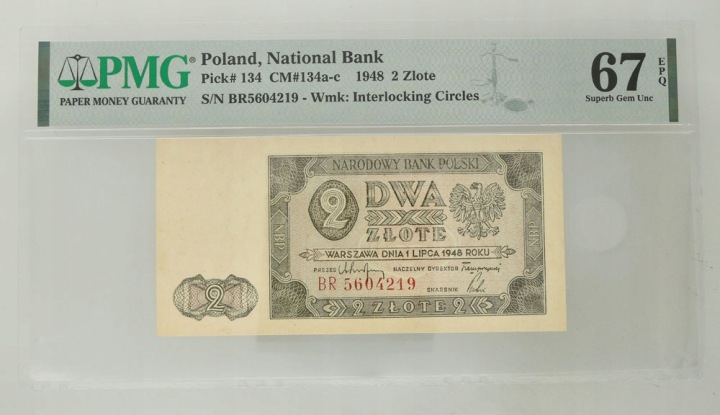 PMG®
PAPER MONEY GUARANTY
Poland, National Bank
Pick# 134 CM#134a-c 1948 2 Zlote
S/N BR5604219 - Wmk: Interlocking Circles
67
EPQ
Superb Gem Unc
NARODOWY BANK POLSKI
2 DWA
ZŁOTE
NBP
NBP
WARSZAWA DNIA 1 LIPCA 1948 ROKU
PREZES
NACZELNY DYREKTOR
BR 5604219
SKARBNIK
2
2 ZŁOTE 2